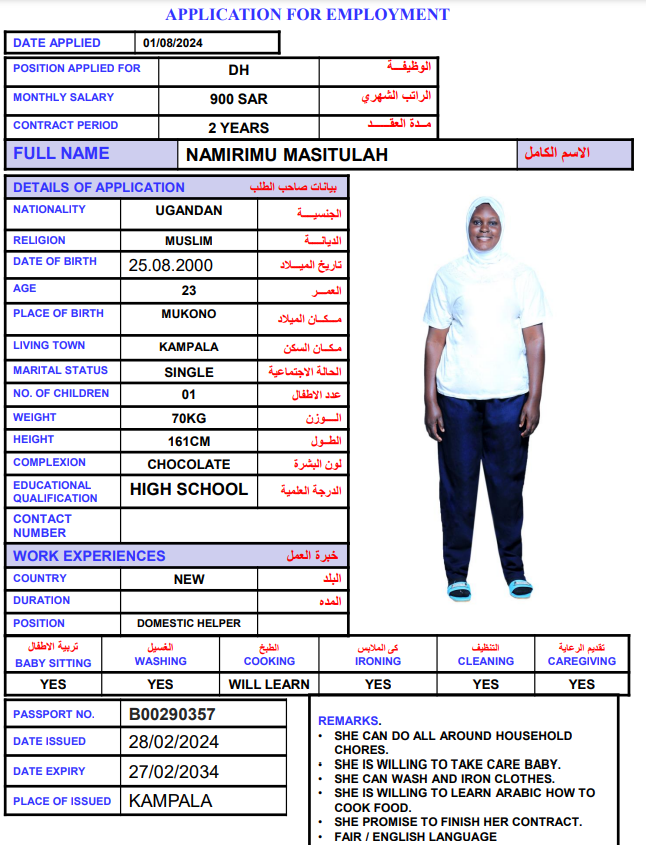 APPLICATION FOR EMPLOYMENT
DATE APPLIED 01/08/2024
POSITION APPLIED FOR DH الوظيفـــة
MONTHLY SALARY 900 SAR الراتب الشهري
CONTRACT PERIOD 2 YEARS مـدة العقـــد
FULL NAME NAMIRIMU MASITULAH الاسم الكامل
DETAILS OF APPLICATION بيانات صاحب الطلب
NATIONALITY UGANDAN الجنسيـــة
RELIGION MUSLIM الديانـــة
DATE OF BIRTH 25.08.2000 تاريخ الميـــلاد
AGE 23 العمـــر
PLACE OF BIRTH MUKONO مـكـان الميلاد
LIVING TOWN KAMPALA مكـان السكن
MARITAL STATUS SINGLE الحالة الاجتماعية
NO. OF CHILDREN 01 عدد الاطفال
WEIGHT 70KG الـــوزن
HEIGHT 161CM الطـــول
COMPLEXION CHOCOLATE لون البشرة
EDUCATIONAL QUALIFICATION HIGH SCHOOL الدرجة العلمية
CONTACT NUMBER
WORK EXPERIENCES خبرة العمل
COUNTRY NEW البلد
DURATION المده
POSITION DOMESTIC HELPER
تربية الاطفال الغسيل الطبخ كى الملابس التنظيف تقديم الرعاية
BABY SITTING WASHING COOKING IRONING CLEANING CAREGIVING
YES YES WILL LEARN YES YES YES
PASSPORT NO. B00290357
DATE ISSUED 28/02/2024
DATE EXPIRY 27/02/2034
PLACE OF ISSUED KAMPALA
REMARKS.
• SHE CAN DO ALL AROUND HOUSEHOLD
CHORES.
• SHE IS WILLING TO TAKE CARE BABY.
• SHE CAN WASH AND IRON CLOTHES.
• SHE IS WILLING TO LEARN ARABIC HOW TO
COOK FOOD.
• SHE PROMISE TO FINISH HER CONTRACT.
• FAIR / ENGLISH LANGUAGE